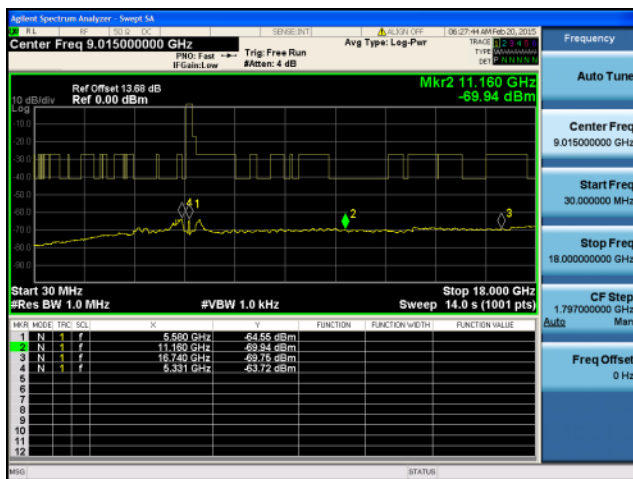 Agilent Spectrum Analyzer - Swept SA
RL RF 50 Ω DC SENSE:INT ALIGN OFF 06:27:44 AM Feb 20, 2015
Center Freq 9.015000000 GHz Avg Type: Log-Pwr TRACE 1 2 3 4 5 6
PNO: Fast Trig: Free Run TYPE
IFGain:Low #Atten: 4 dB DET P N N N N N
Mkr2 11.160 GHz
-69.94 dBm
Ref Offset 13.68 dB
10 dB/div Ref 0.00 dBm
Log
-10.0
-20.0
-30.0
-40.0
-50.0
-60.0
-70.0
-80.0
-90.0
4 1
2
3
Start 30 MHz Stop 18.000 GHz
#Res BW 1.0 MHz #VBW 1.0 kHz Sweep 14.0 s (1001 pts)
MKR MODE TRC SCL X Y FUNCTION FUNCTION WIDTH FUNCTION VALUE
1 N 1 f 5.580 GHz -64.55 dBm
2 N 1 f 11.160 GHz -69.94 dBm
3 N 1 f 16.740 GHz -69.75 dBm
4 N 1 f 5.331 GHz -63.72 dBm
5
6
7
8
9
10
11
12
MSG STATUS
Frequency
Auto Tune
Center Freq
9.015000000 GHz
Start Freq
30.000000 MHz
Stop Freq
18.000000000 GHz
CF Step
1.797000000 GHz
Auto Man
Freq Offset
0 Hz